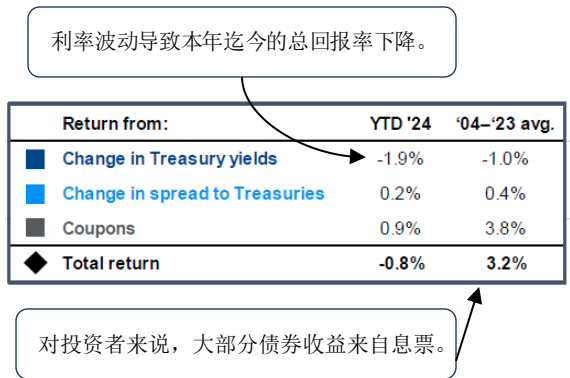 利率波动导致本年迄今的总回报率下降。
Return from: YTD '24 ‘04–‘23 avg.
Change in Treasury yields -1.9% -1.0%
Change in spread to Treasuries 0.2% 0.4%
Coupons 0.9% 3.8%
Total return -0.8% 3.2%
对投资者来说，大部分债券收益来自息票。